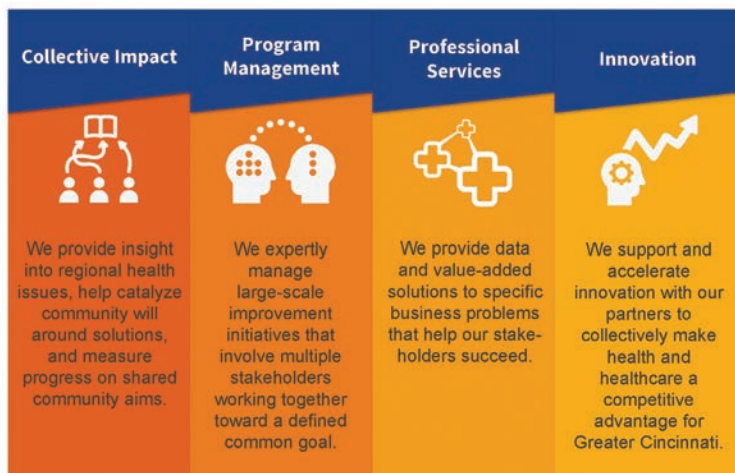 Collective Impact
We provide insight
into regional health
issues, help catalyze
community will
around solutions,
and measure
progress on shared
community aims.
Program
Management
We expertly
manage
large-scale
improvement
initiatives that
involve multiple
stakeholders
working together
toward a defined
common goal.
Professional
Services
We provide data
and value-added
solutions to specific
business problems
that help our stake-
holders succeed.
Innovation
We support and
accelerate
innovation with our
partners to
collectively make
health and
healthcare a
competitive
advantage for
Greater Cincinnati.